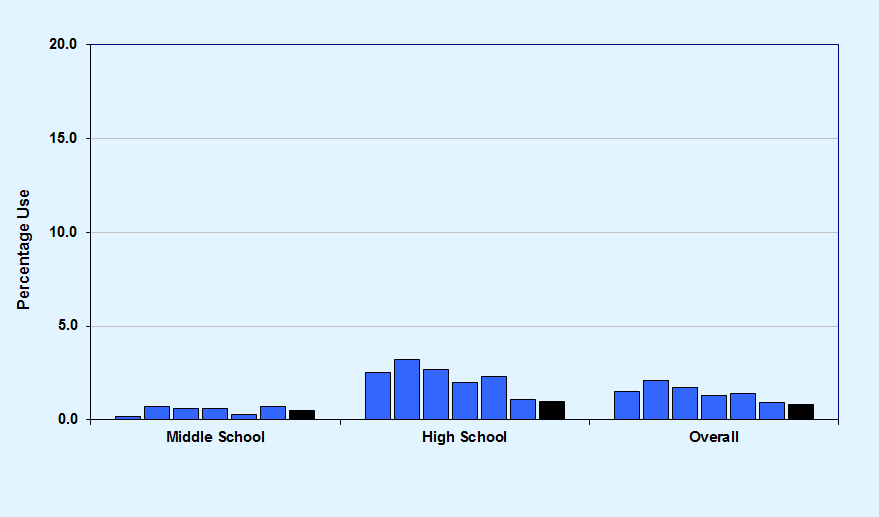 20.0
15.0
10.0
5.0
0.0
Percentage Use
Middle School
High School
Overall